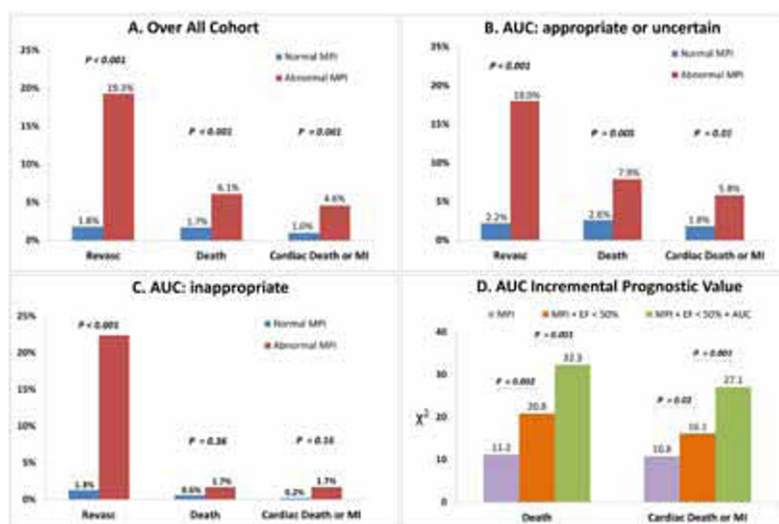 A. Over All Cohort
25%
20%
15%
10%
5%
0%
P < 0.001
P < 0.001
P = 0.001
Normal MPI
Abnormal MPI
1.8%
19.3%
1.7%
6.1%
1.0%
4.6%
Revasc
Death
Cardiac Death or MI
B. AUC: appropriate or uncertain
25%
20%
15%
10%
5%
0%
P < 0.001
P = 0.005
P = 0.01
Normal MPI
Abnormal MPI
2.2%
18.0%
2.6%
7.9%
1.8%
5.8%
Revasc
Death
Cardiac Death or MI
C. AUC: inappropriate
25%
20%
15%
10%
5%
0%
P < 0.001
P = 0.36
P = 0.16
Normal MPI
Abnormal MPI
1.3%
0.6%
1.7%
0.2%
1.7%
Revasc
Death
Cardiac Death or MI
D. AUC Incremental Prognostic Value
MPI
MPI + EF < 50%
MPI + EF < 50% + AUC
40
30
20
10
0
χ²
P = 0.002
P = 0.001
P = 0.02
P = 0.001
11.2
20.8
32.3
10.8
16.1
27.1
Death
Cardiac Death or MI